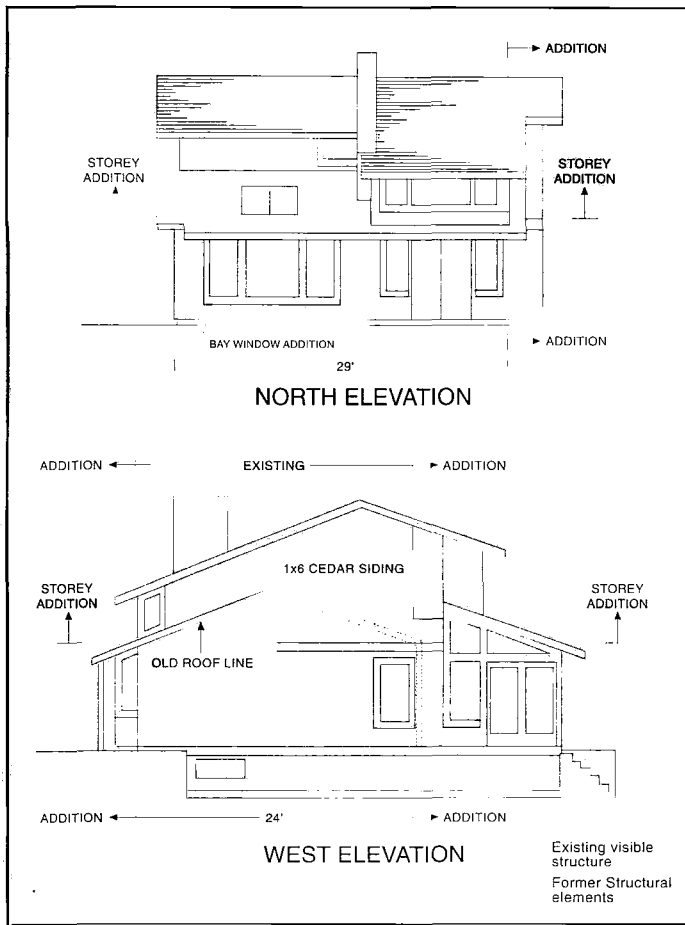 ADDITION
STOREY
ADDITION
STOREY
ADDITION
BAY WINDOW ADDITION
ADDITION
29'
NORTH ELEVATION
ADDITION
EXISTING
ADDITION
1x6 CEDAR SIDING
STOREY
ADDITION
STOREY
ADDITION
OLD ROOF LINE
ADDITION
24'
ADDITION
WEST ELEVATION
Existing visible
structure
Former Structural
elements